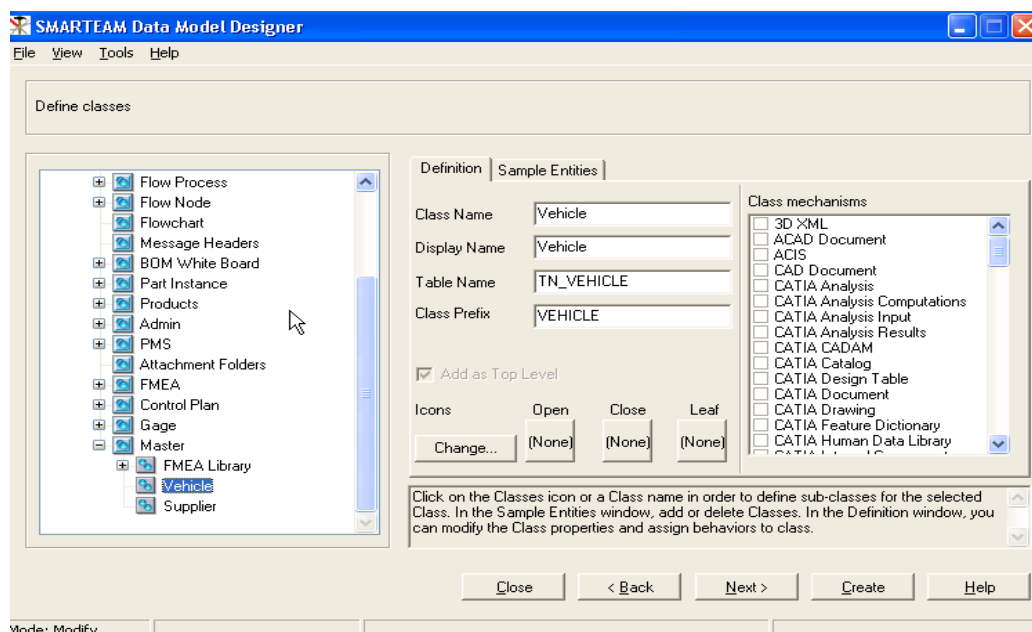 SMARTEAM Data Model Designer
File View Tools Help
Define classes
Flow Process
Flow Node
Flowchart
Message Headers
BOM White Board
Part Instance
Products
Admin
PMS
Attachment Folders
FMEA
Control Plan
Gage
Master
FMEA Library
Vehicle
Supplier
Definition
Sample Entities
Class Name
Vehicle
Display Name
Vehicle
Table Name
TN_VEHICLE
Class Prefix
VEHICLE
Add as Top Level
Icons
Open
Close
Leaf
Change...
(None)
(None)
(None)
Class mechanisms
3D XML
ACAD Document
ACIS
CAD Document
CATIA Analysis
CATIA Analysis Computations
CATIA Analysis Input
CATIA Analysis Results
CATIA CADAM
CATIA Catalog
CATIA Design Table
CATIA Document
CATIA Drawing
CATIA Feature Dictionary
CATIA Human Data Library
Click on the Classes icon or a Class name in order to define sub-classes for the selected
Class. In the Sample Entities window, add or delete Classes. In the Definition window, you
can modify the Class properties and assign behaviors to class.
Close
< Back
Next >
Create
Help
Mode: Modify